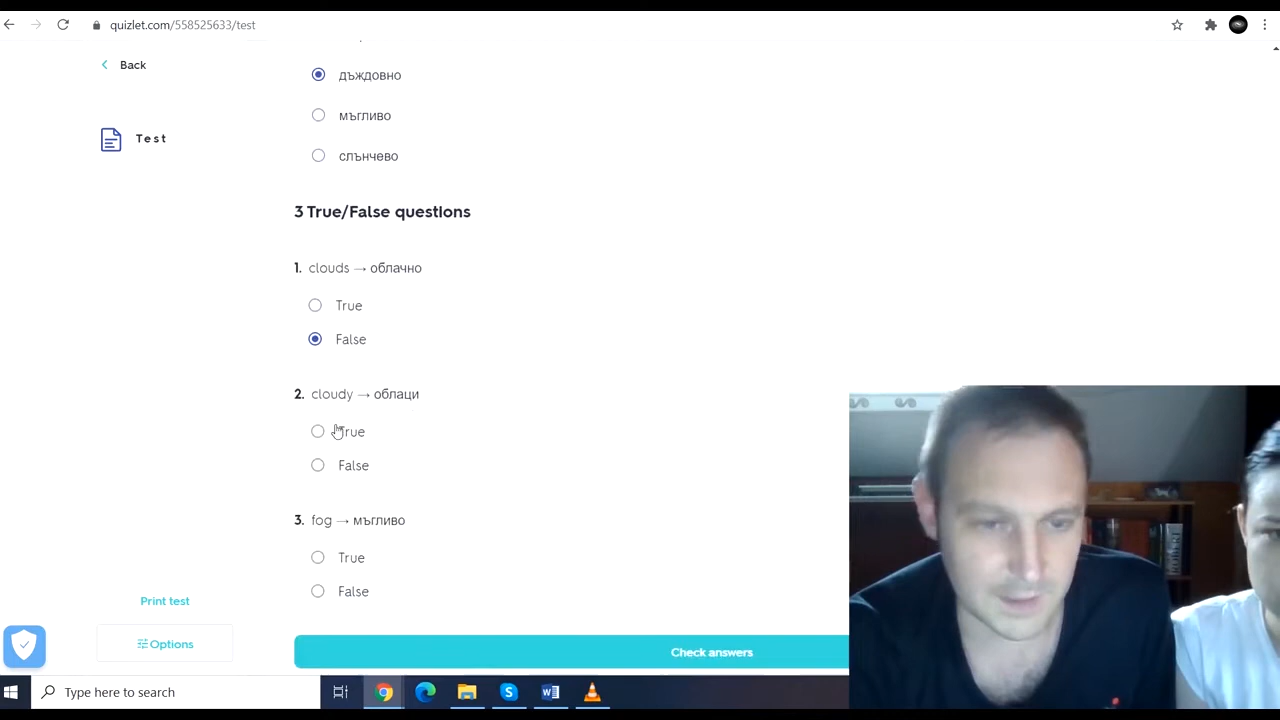 quizlet.com/558525633/test
Back
дъждовно
Test
мъгливо
слънчево
3 True/False questions
1. clouds → облачно
True
False
2. cloudy → облаци
True
False
3. fog → мъгливо
True
False
Print test
Options
Check answers
Type here to search